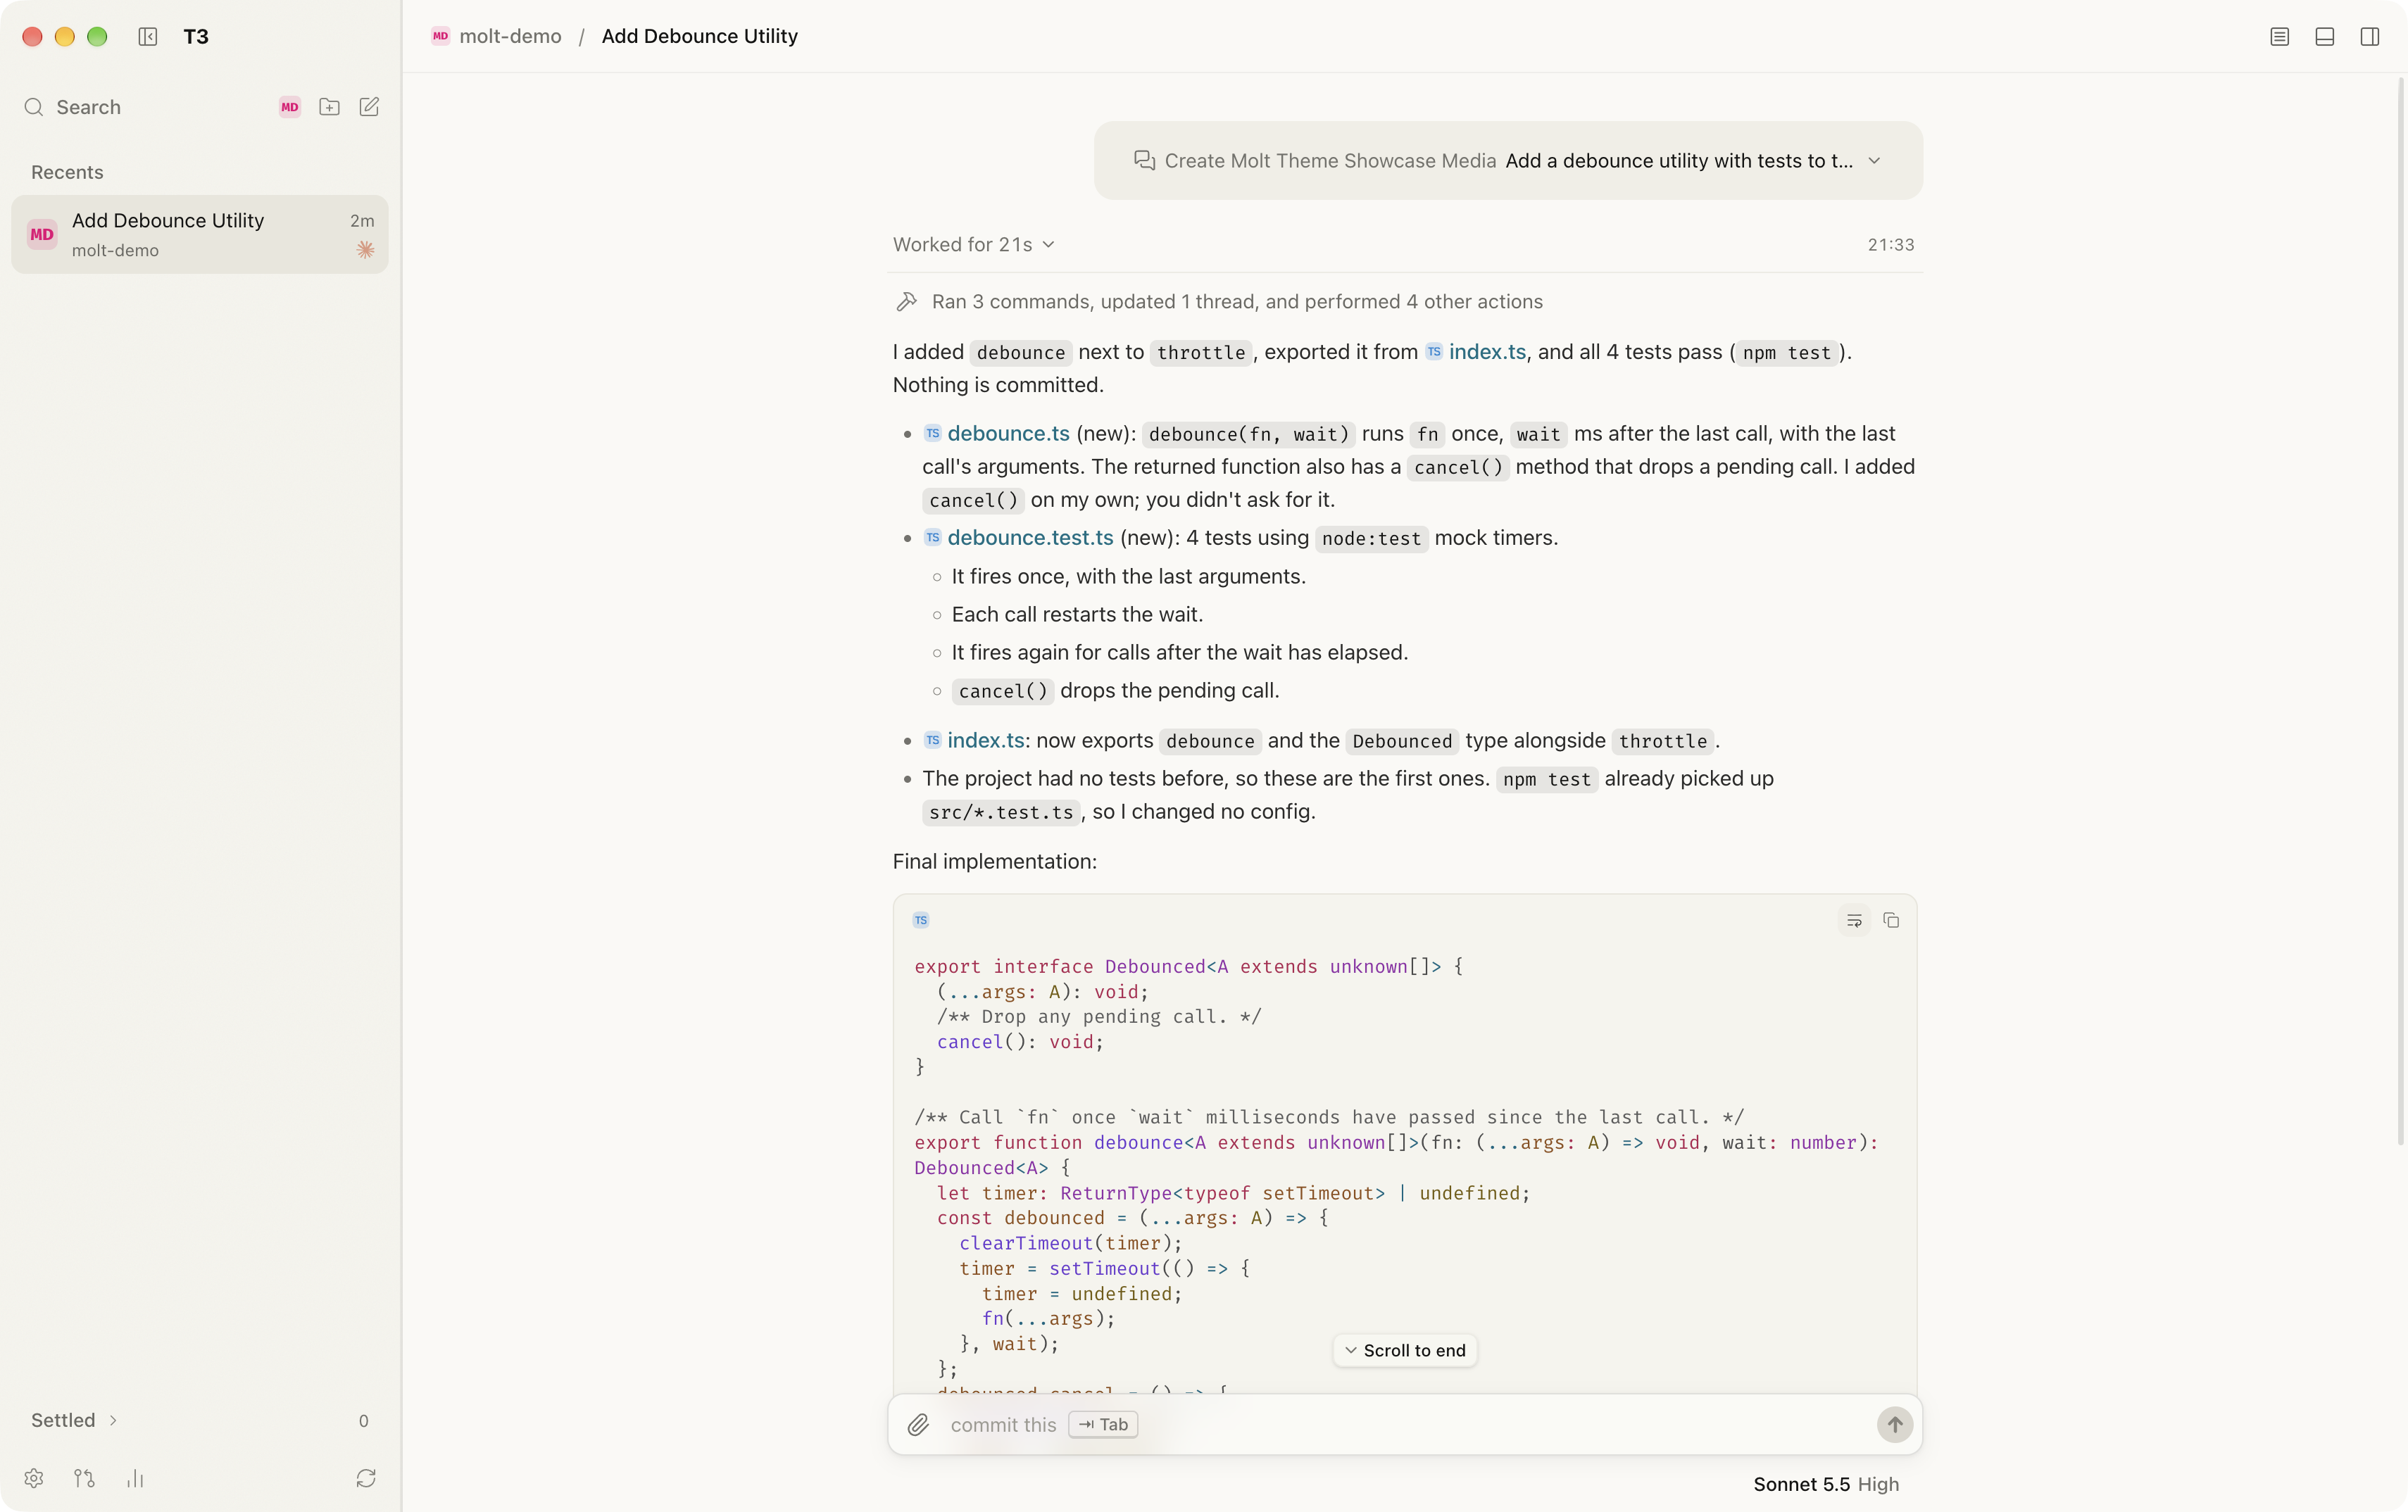 T3
Search
MD
Recents
MD
Add Debounce Utility
2m
molt-demo
Settled
0
MD molt-demo / Add Debounce Utility
Create Molt Theme Showcase Media Add a debounce utility with tests to t...
Worked for 21s
21:33
Ran 3 commands, updated 1 thread, and performed 4 other actions
I added debounce next to throttle, exported it from TS index.ts, and all 4 tests pass (npm test).
Nothing is committed.
• TS debounce.ts (new): debounce(fn, wait) runs fn once, wait ms after the last call, with the last
call's arguments. The returned function also has a cancel() method that drops a pending call. I added
cancel() on my own; you didn't ask for it.
• TS debounce.test.ts (new): 4 tests using node:test mock timers.
◦ It fires once, with the last arguments.
◦ Each call restarts the wait.
◦ It fires again for calls after the wait has elapsed.
◦ cancel() drops the pending call.
• TS index.ts: now exports debounce and the Debounced type alongside throttle.
• The project had no tests before, so these are the first ones. npm test already picked up
src/*.test.ts, so I changed no config.
Final implementation:
TS
export interface Debounced<A extends unknown[]> {
  (...args: A): void;
  /** Drop any pending call. */
  cancel(): void;
}
/** Call `fn` once `wait` milliseconds have passed since the last call. */
export function debounce<A extends unknown[]>(fn: (...args: A) => void, wait: number):
Debounced<A> {
  let timer: ReturnType<typeof setTimeout> | undefined;
  const debounced = (...args: A) => {
    clearTimeout(timer);
    timer = setTimeout(() => {
      timer = undefined;
      fn(...args);
    }, wait);
  };
  debounced.cancel = () => {
Scroll to end
commit this Tab
Sonnet 5.5 High